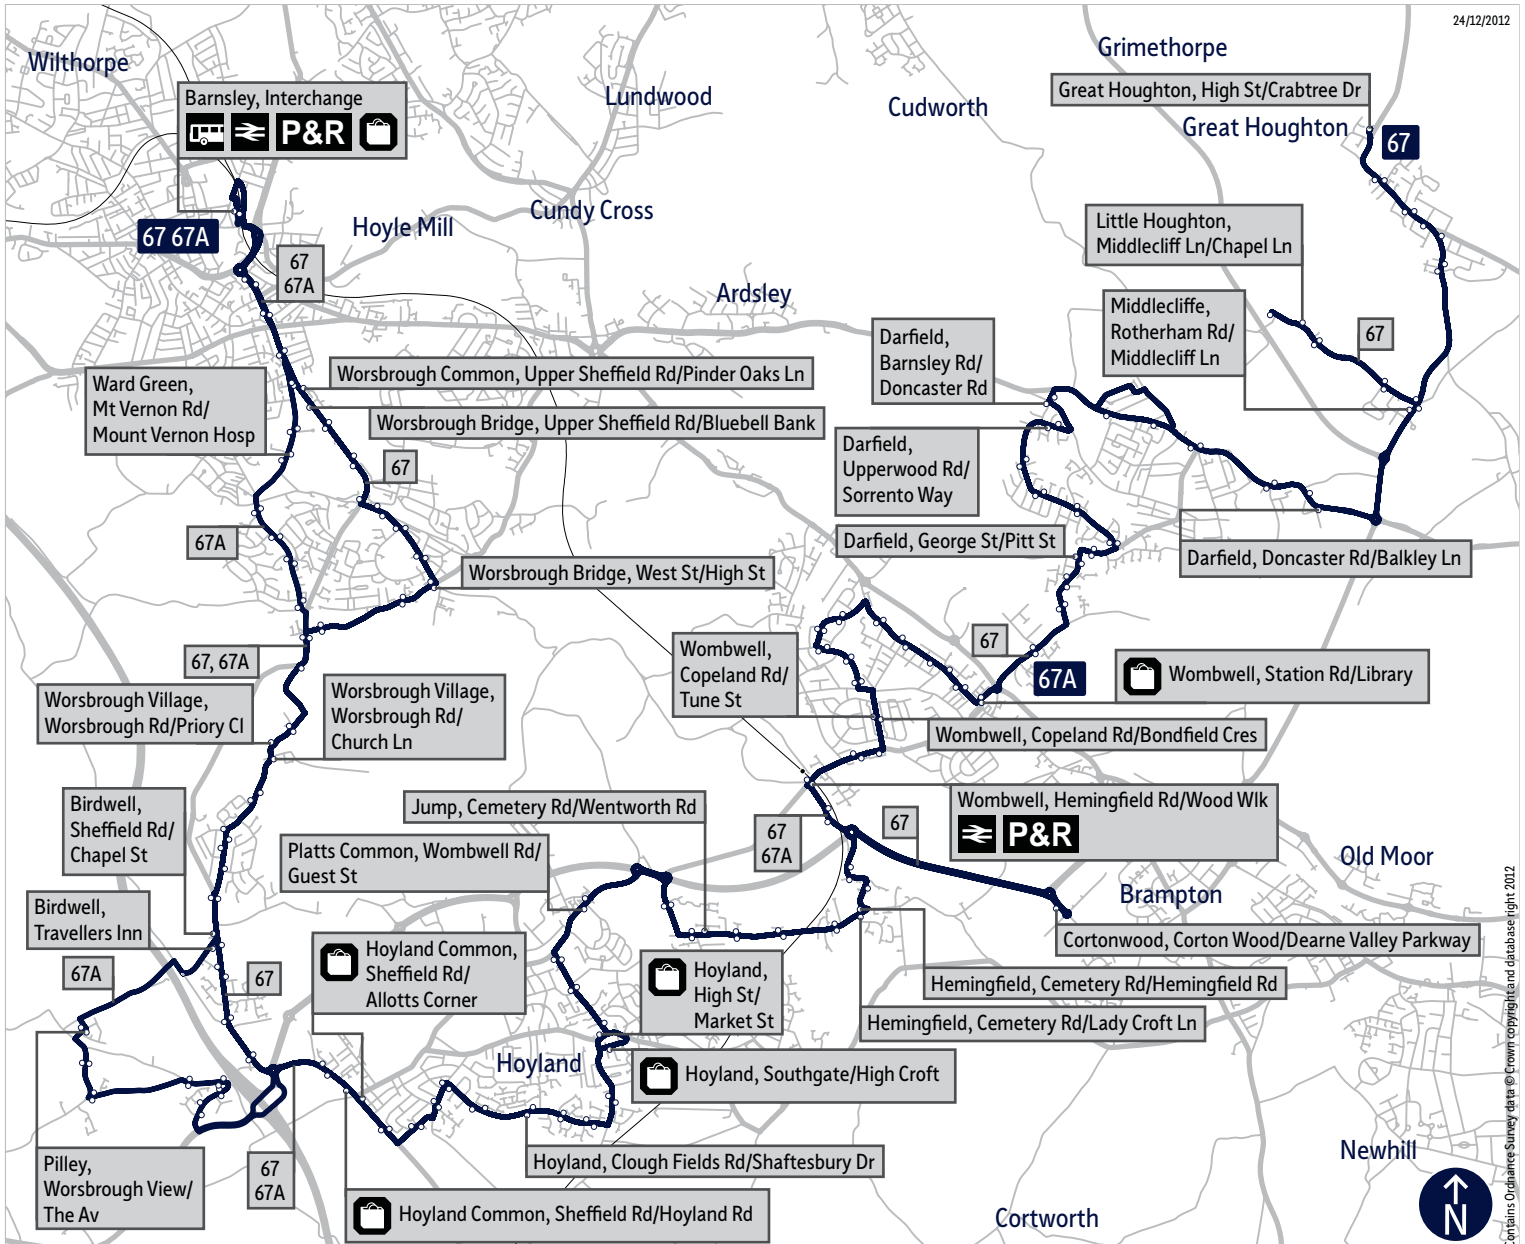 24/12/2012
Wilthorpe
Grimethorpe
Barnsley, Interchange
P&R
Lundwood
Cudworth
Great Houghton, High St/Crabtree Dr
Great Houghton
67
67 67A
Hoyle Mill
Cundy Cross
Little Houghton,
Middlecliff Ln/Chapel Ln
67
67A
Ardsley
Middlecliffe,
Rotherham Rd/
Middlecliff Ln
67
Darfield,
Barnsley Rd/
Doncaster Rd
Ward Green,
Mt Vernon Rd/
Mount Vernon Hosp
Worsbrough Common, Upper Sheffield Rd/Pinder Oaks Ln
Worsbrough Bridge, Upper Sheffield Rd/Bluebell Bank
67
Darfield,
Upperwood Rd/
Sorrento Way
67A
Darfield, George St/Pitt St
Darfield, Doncaster Rd/Balkley Ln
Worsbrough Bridge, West St/High St
67, 67A
Wombwell,
Copeland Rd/
Tune St
67
67A
Wombwell, Station Rd/Library
Worsbrough Village,
Worsbrough Rd/Priory Cl
Worsbrough Village,
Worsbrough Rd/
Church Ln
Wombwell, Copeland Rd/Bondfield Cres
Birdwell,
Sheffield Rd/
Chapel St
Jump, Cemetery Rd/Wentworth Rd
67
67A
67
Wombwell, Hemingfield Rd/Wood Wlk
P&R
Platts Common, Wombwell Rd/
Guest St
Old Moor
Brampton
Birdwell,
Travellers Inn
Cortonwood, Corton Wood/Dearne Valley Parkway
67A
67
Hoyland Common,
Sheffield Rd/
Allotts Corner
Hoyland,
High St/
Market St
Hemingfield, Cemetery Rd/Hemingfield Rd
Hemingfield, Cemetery Rd/Lady Croft Ln
Hoyland
Hoyland, Southgate/High Croft
Pilley,
Worsbrough View/
The Av
67
67A
Hoyland, Clough Fields Rd/Shaftesbury Dr
Newhill
Hoyland Common, Sheffield Rd/Hoyland Rd
Cortworth
N
Contains Ordnance Survey data © Crown copyright and database right 2012